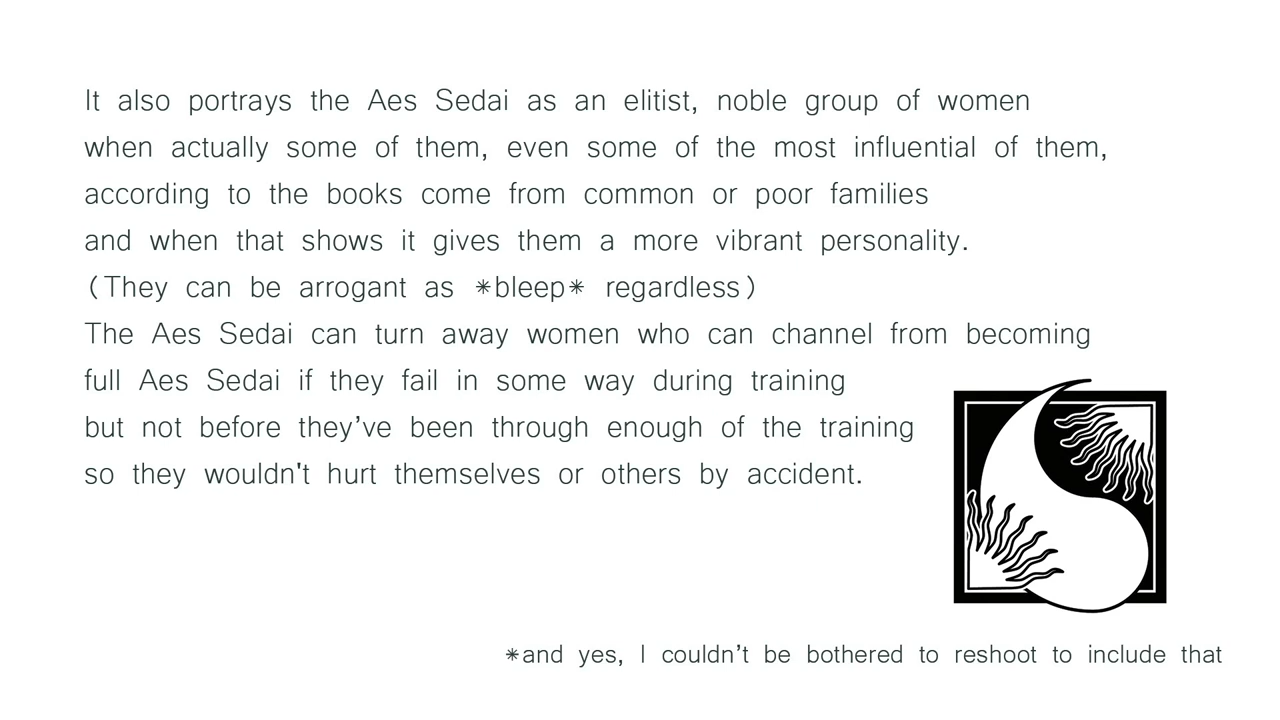 It also portrays the Aes Sedai as an elitist, noble group of women
when actually some of them, even some of the most influential of them,
according to the books come from common or poor families
and when that shows it gives them a more vibrant personality.
(They can be arrogant as *bleep* regardless)
The Aes Sedai can turn away women who can channel from becoming
full Aes Sedai if they fail in some way during training
but not before they’ve been through enough of the training
so they wouldn't hurt themselves or others by accident.
*and yes, I couldn’t be bothered to reshoot to include that